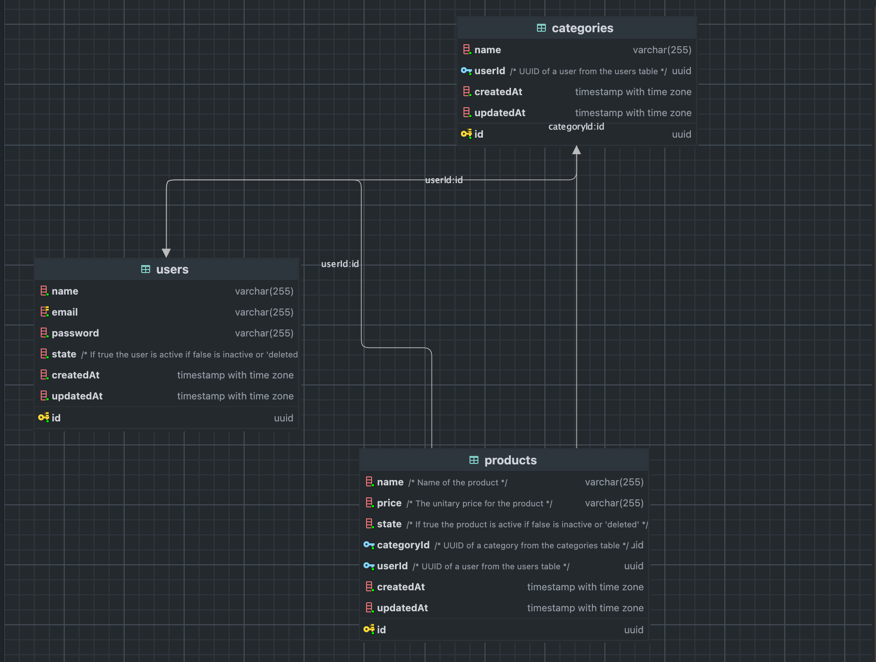 categories
name varchar(255)
userId /* UUID of a user from the users table */ uuid
createdAt timestamp with time zone
updatedAt timestamp with time zone
categoryId:id
id uuid
userId:id
userId:id
users
name varchar(255)
email varchar(255)
password varchar(255)
state /* If true the user is active if false is inactive or 'deleted
createdAt timestamp with time zone
updatedAt timestamp with time zone
id uuid
products
name /* Name of the product */ varchar(255)
price /* The unitary price for the product */ varchar(255)
state /* If true the product is active if false is inactive or 'deleted' */
categoryId /* UUID of a category from the categories table */ uid
userId /* UUID of a user from the users table */ uuid
createdAt timestamp with time zone
updatedAt timestamp with time zone
id uuid